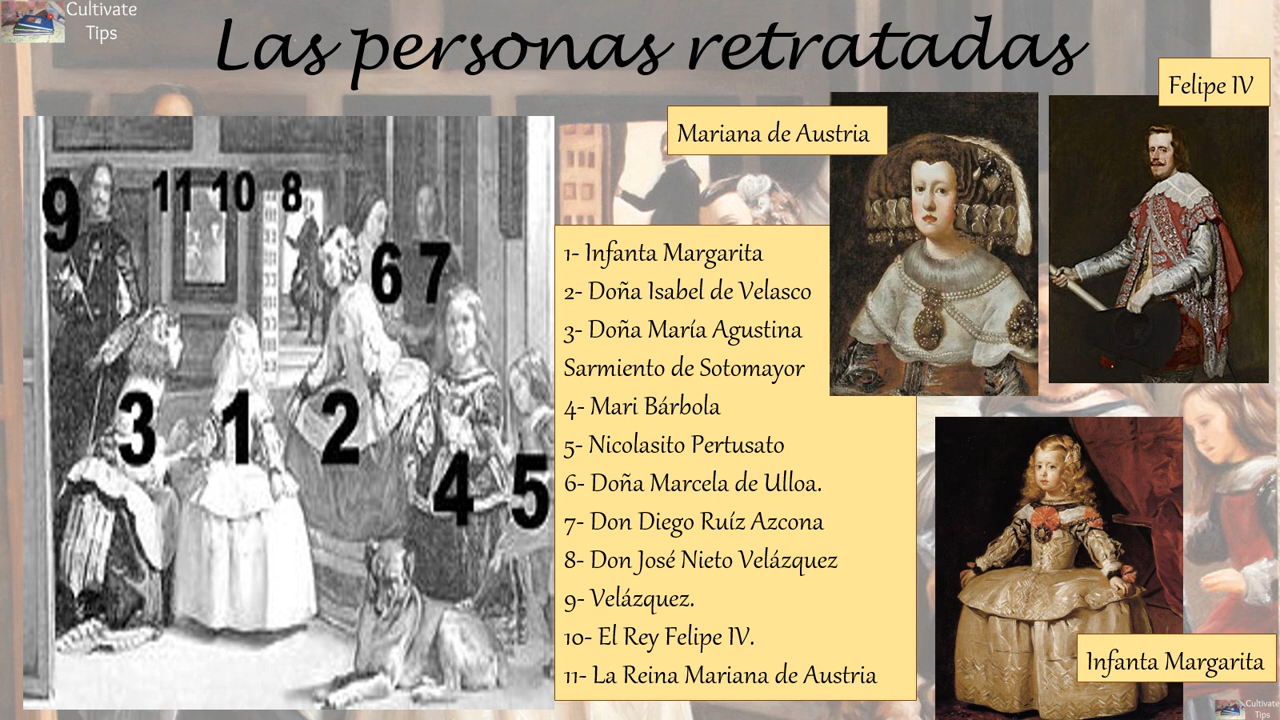 Cultivate
Tips
Las personas retratadas
Felipe IV
Mariana de Austria
9
11 10 8
6 7
3 1 2
4 5
1- Infanta Margarita
2- Doña Isabel de Velasco
3- Doña María Agustina
Sarmiento de Sotomayor
4- Mari Bárbola
5- Nicolasito Pertusato
6- Doña Marcela de Ulloa.
7- Don Diego Ruíz Azcona
8- Don José Nieto Velázquez
9- Velázquez.
10- El Rey Felipe IV.
11- La Reina Mariana de Austria
Infanta Margarita
Cultivate
Tips